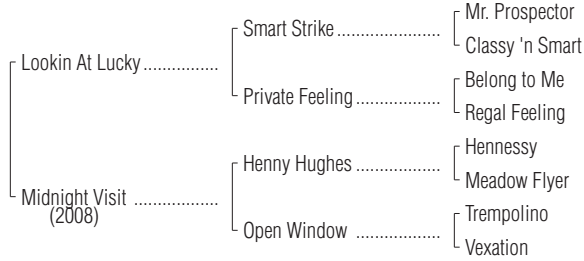 Mr. Prospector
Smart Strike ........................
Classy 'n Smart
Lookin At Lucky .................
Belong to Me
Private Feeling ....................
Regal Feeling
Hennessy
Henny Hughes ....................
Meadow Flyer
Midnight Visit ...................
(2008)
Trempolino
Open Window ....................
Vexation